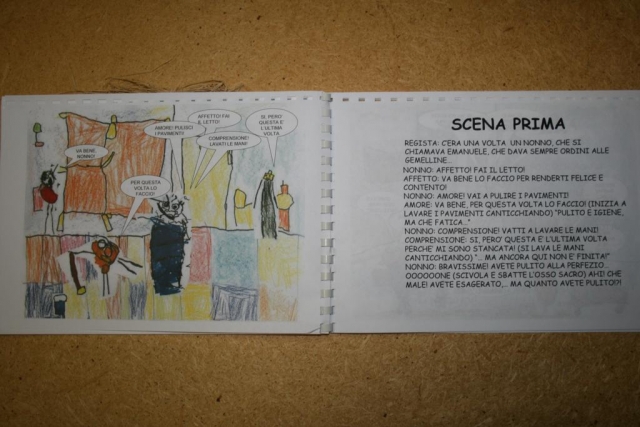 VA BENE, NONNO!
AMORE! PULISCI
I PAVIMENTI!
AFFETTO! FAI
IL LETTO!
SI, PERO'
QUESTA E'
L'ULTIMA
VOLTA
COMPRENSIONE!
LAVATI LE MANI!
PER QUESTA
VOLTA LO
FACCIO!
SCENA PRIMA
REGISTA: C'ERA UNA VOLTA UN NONNO, CHE SI
CHIAMAVA EMANUELE, CHE DAVA SEMPRE ORDINI ALLE
GEMELLINE...
NONNO: AFFETTO! FAI IL LETTO!
AFFETTO: VA BENE LO FACCIO PER RENDERTI FELICE E
CONTENTO!
NONNO: AMORE! VAI A PULIRE I PAVIMENTI!
AMORE: VA BENE, PER QUESTA VOLTA LO FACCIO! (INIZIA A
LAVARE I PAVIMENTI CANTICCHIANDO) "PULITO E IGIENE,
MA CHE FATICA..."
NONNO: COMPRENSIONE! VATTI A LAVARE LE MANI!
COMPRENSIONE: SI, PERO' QUESTA E' L'ULTIMA VOLTA
PERCHE' MI SONO STANCATA! (SI LAVA LE MANI
CANTICCHIANDO) "... MA ANCORA QUI NON E' FINITA!"
NONNO: BRAVISSIME! AVETE PULITO ALLA PERFEZIO...
OOOOOONE (SCIVOLA E SBATTE L'OSSO SACRO) AHI! CHE
MALE! AVETE ESAGERATO,.. MA QUANTO AVETE PULITO?!